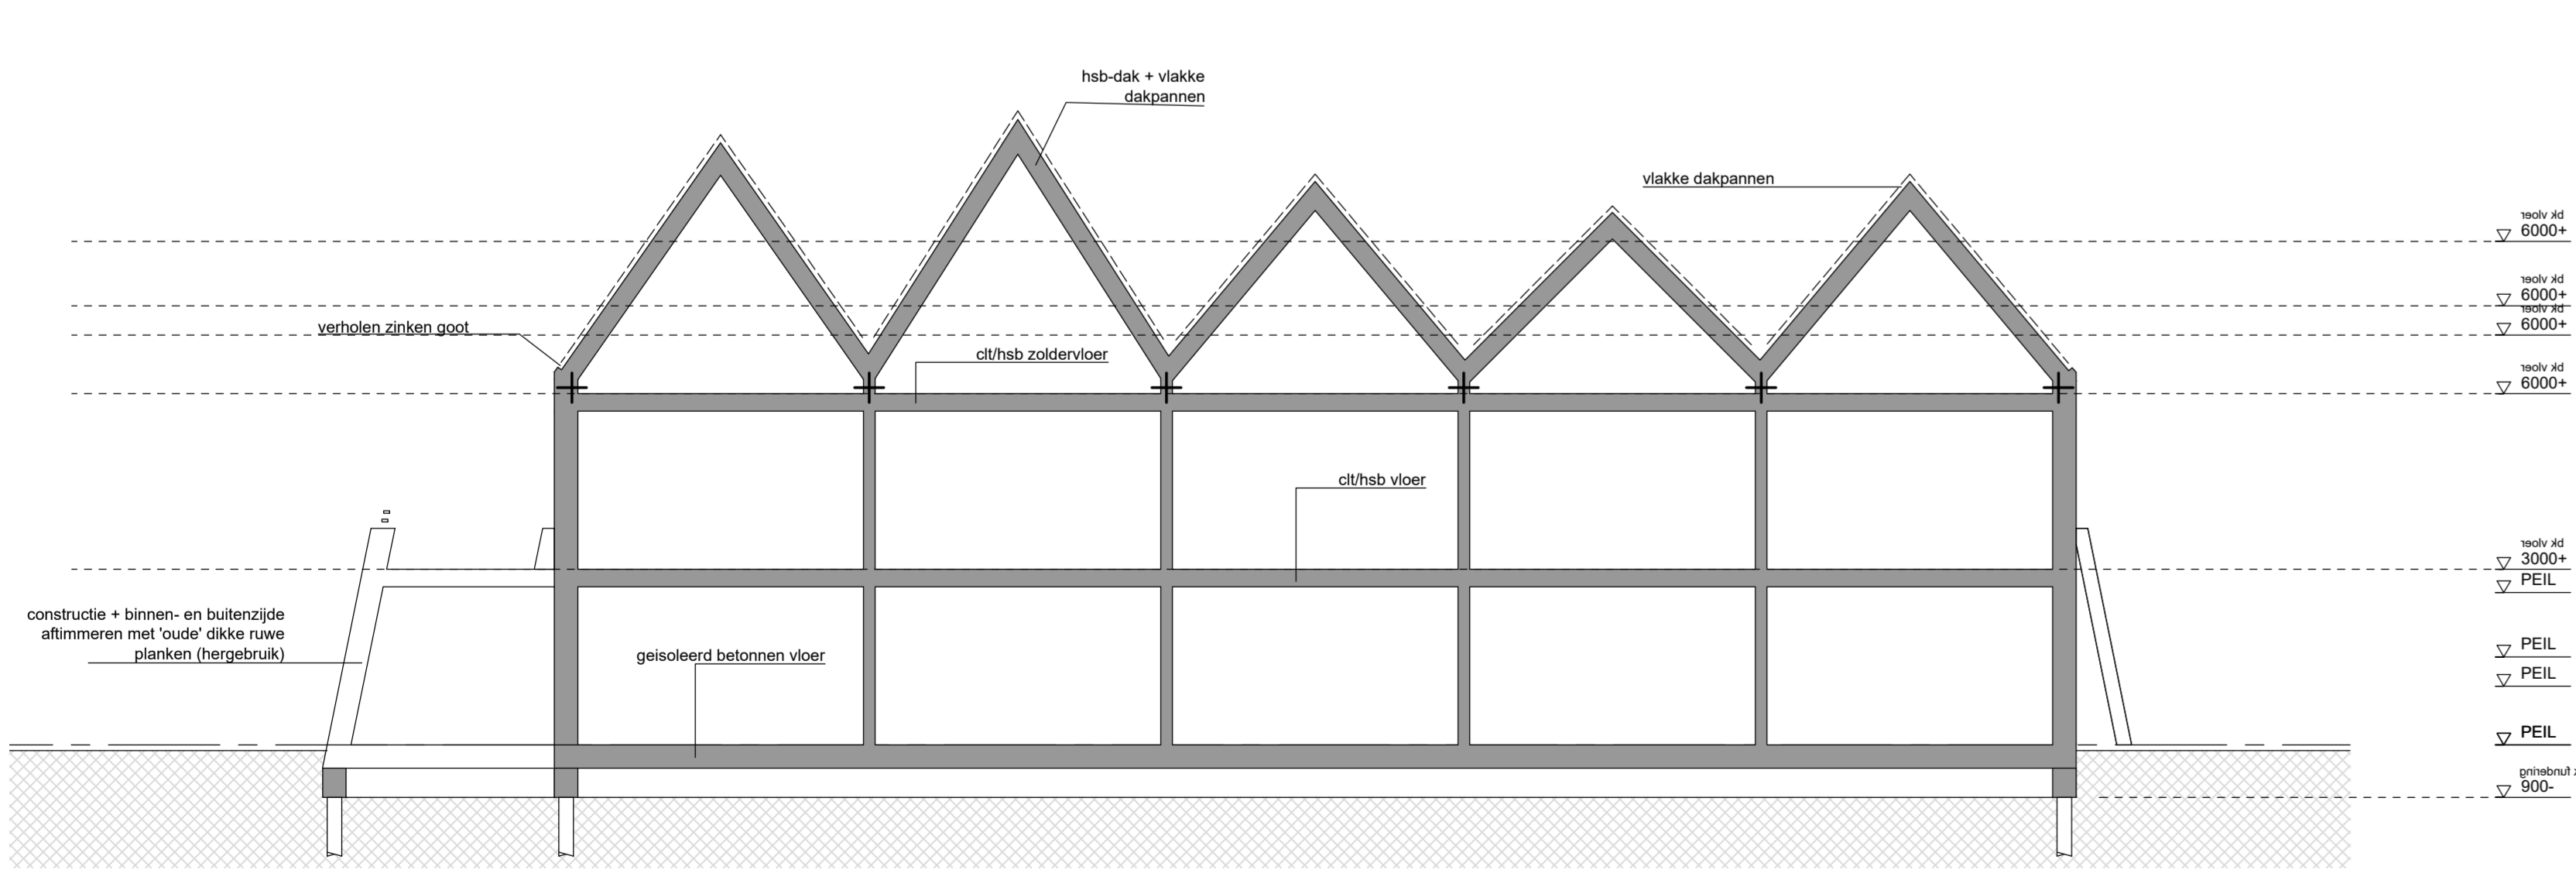 hsb-dak + vlakke
dakpannen
vlakke dakpannen
bk vloer
6000+
bk vloer
6000+
bk vloer
6000+
verholen zinken goot
clt/hsb zoldervloer
bk vloer
6000+
clt/hsb vloer
bk vloer
3000+
PEIL
constructie + binnen- en buitenzijde
aftimmeren met 'oude' dikke ruwe
planken (hergebruik)
geisoleerd betonnen vloer
PEIL
PEIL
PEIL
fundering
900-